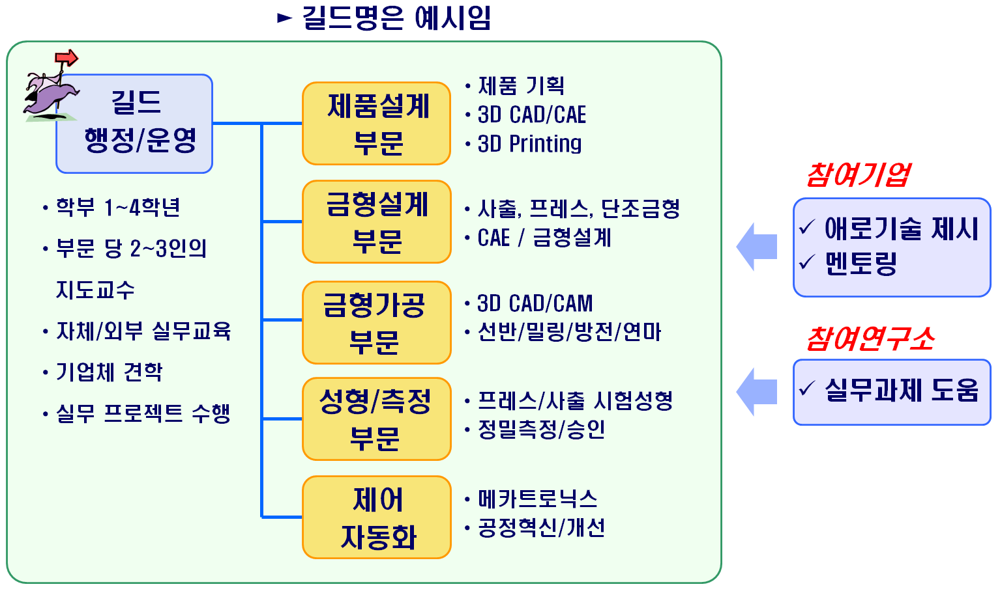 ► 길드명은 예시임
길드
행정/운영
• 학부 1~4학년
• 부문 당 2~3인의
지도교수
• 자체/외부 실무교육
• 기업체 견학
• 실무 프로젝트 수행
제품설계
부문
• 제품 기획
• 3D CAD/CAE
• 3D Printing
금형설계
부문
• 사출, 프레스, 단조금형
• CAE / 금형설계
금형가공
부문
• 3D CAD/CAM
• 선반/밀링/방전/연마
성형/측정
부문
• 프레스/사출 시험성형
• 정밀측정/승인
제어
자동화
• 메카트로닉스
• 공정혁신/개선
참여기업
✓ 애로기술 제시
✓ 멘토링
참여연구소
✓ 실무과제 도움